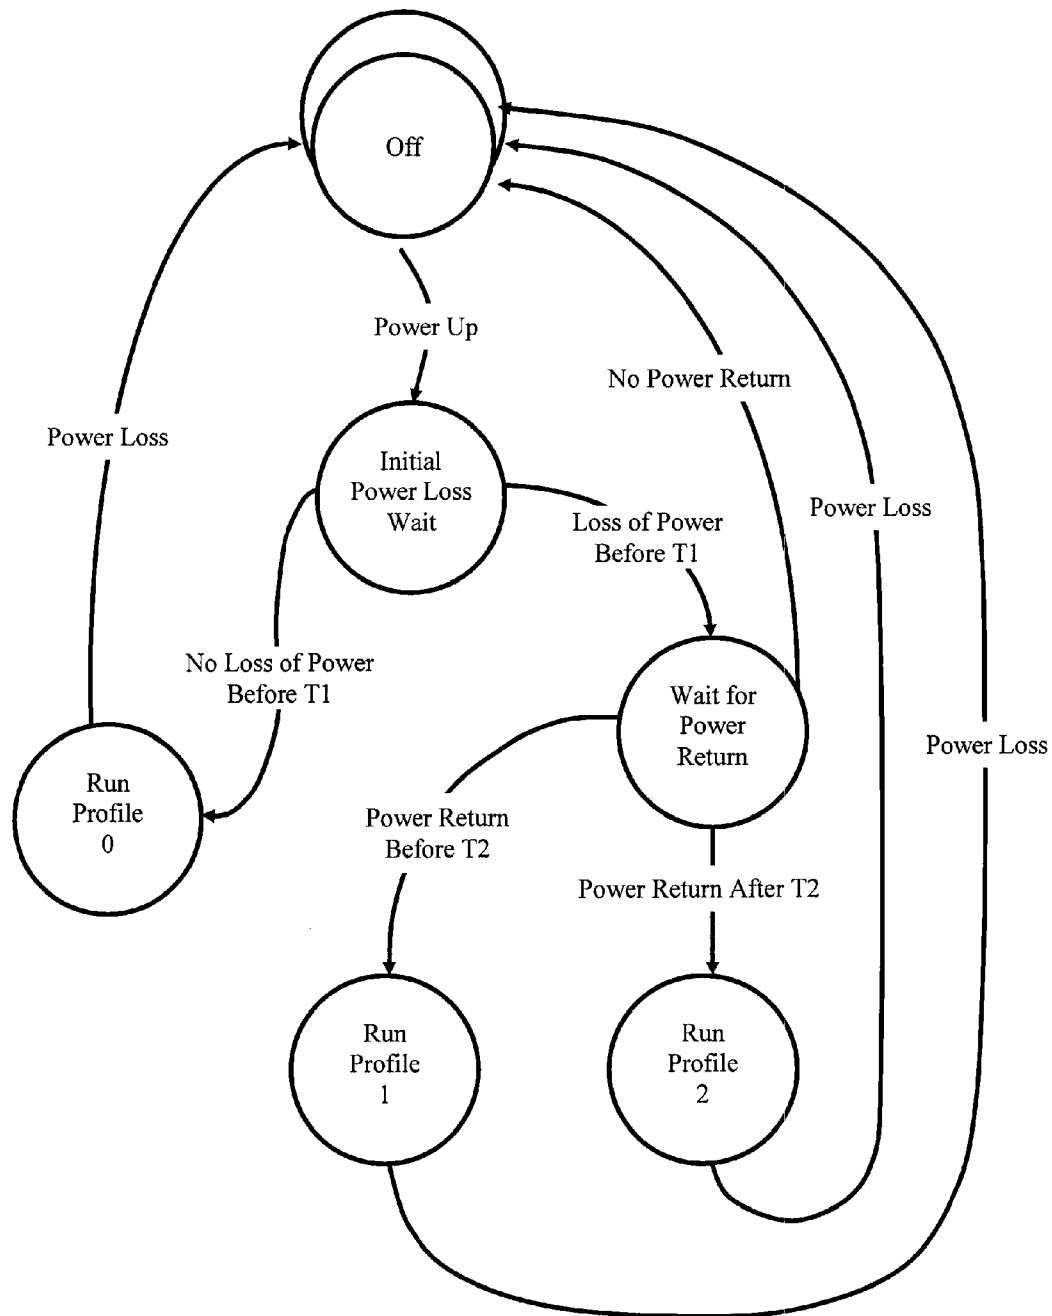 Off
Power Up
No Power Return
Power Loss
Initial
Power Loss
Wait
Power Loss
Loss of Power
Before T1
No Loss of Power
Before T1
Wait for
Power
Return
Power Loss
Run
Profile
0
Power Return
Before T2
Power Return After T2
Run
Profile
1
Run
Profile
2